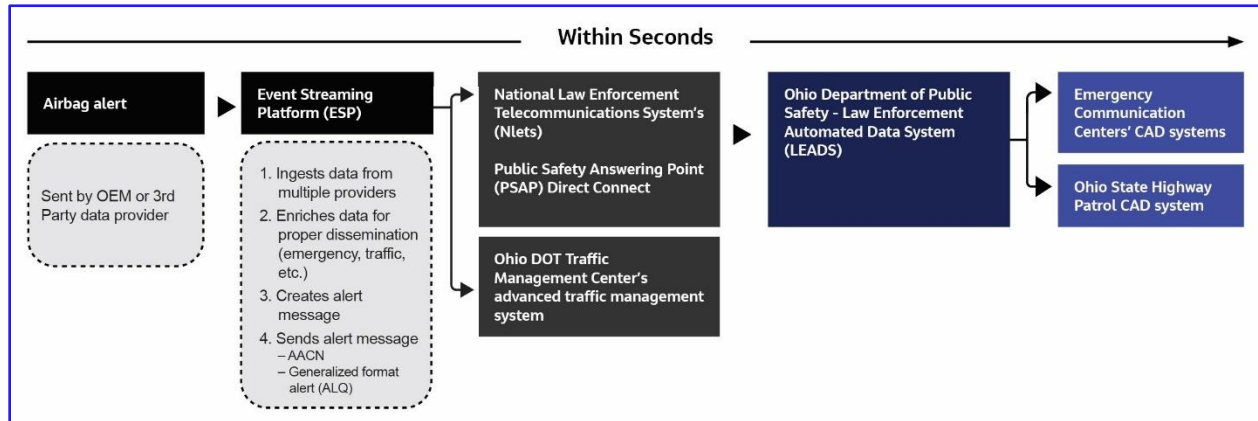 Within Seconds
Airbag alert
Sent by OEM or 3rd
Party data provider
Event Streaming
Platform (ESP)
1. Ingests data from
multiple providers
2. Enriches data for
proper dissemination
(emergency, traffic,
etc.)
3. Creates alert
message
4. Sends alert message
– AACN
– Generalized format
alert (ALQ)
National Law Enforcement
Telecommunications System's
(Nlets)
Public Safety Answering Point
(PSAP) Direct Connect
Ohio DOT Traffic
Management Center's
advanced traffic management
system
Ohio Department of Public
Safety - Law Enforcement
Automated Data System
(LEADS)
Emergency
Communication
Centers' CAD systems
Ohio State Highway
Patrol CAD system